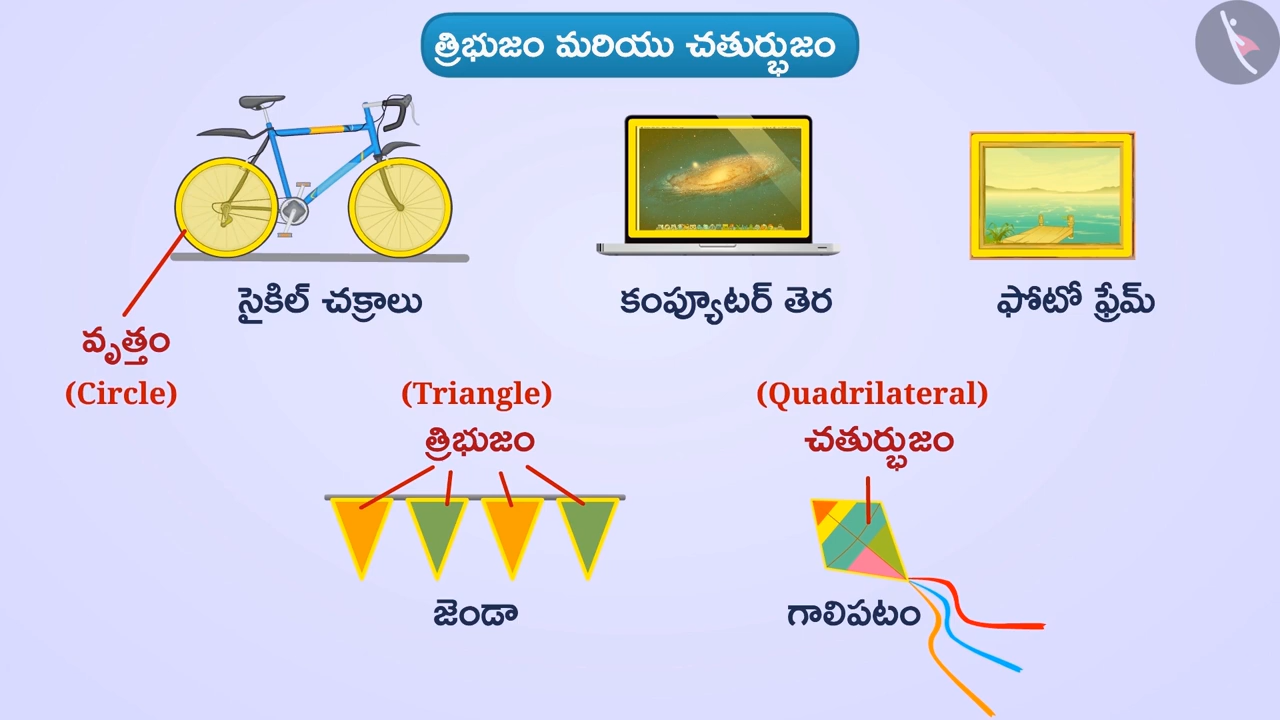 త్రిభుజం మరియు చతుర్భుజం
సైకిల్ చక్రాలు
కంప్యూటర్ తెర
ఫోటో ఫ్రేమ్
వృత్తం
(Circle)
(Triangle)
త్రిభుజం
(Quadrilateral)
చతుర్భుజం
జెండా
గాలిపటం